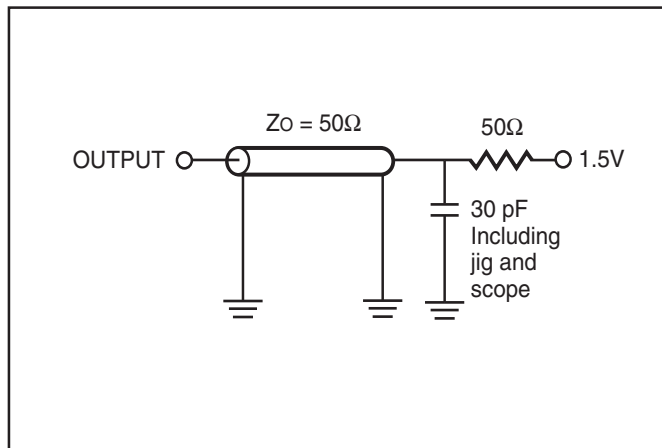 ZO = 50Ω
50Ω
OUTPUT
1.5V
30 pF
Including
jig and
scope